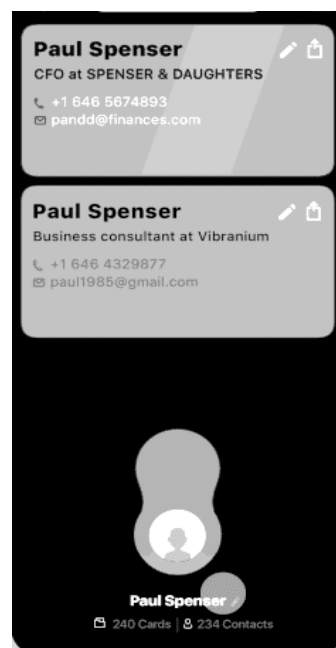 Paul Spenser
CFO at SPENSER & DAUGHTERS
+1 646 5674893
pandd@finances.com
Paul Spenser
Business consultant at Vibranium
+1 646 4329877
paul1985@gmail.com
Paul Spenser
240 Cards | 234 Contacts